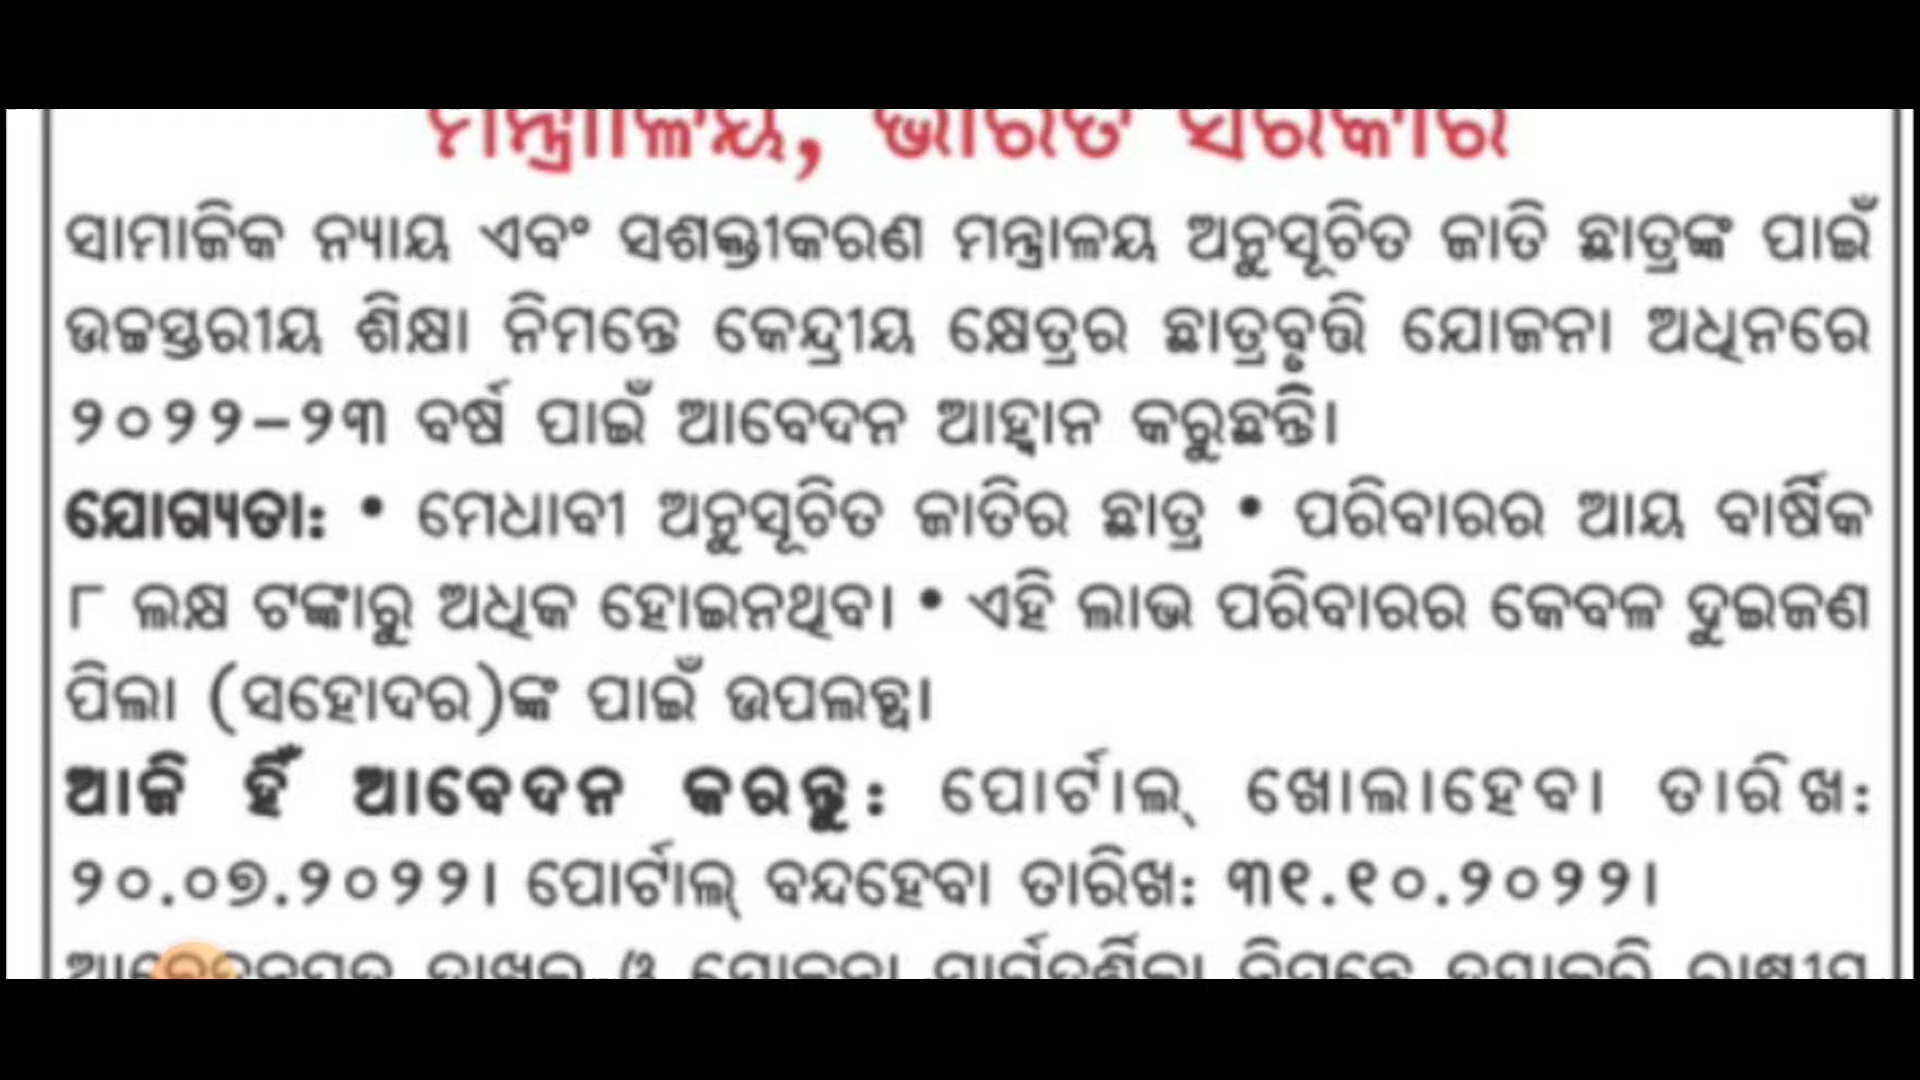 ମନ୍ତ୍ରାଳୟ, ଭାରତ ସରକାର
ସାମାଜିକ ନ୍ୟାୟ ଏବଂ ସଶକ୍ତୀକରଣ ମନ୍ତ୍ରାଳୟ ଅନୁସୂଚିତ ଜାତି ଛାତ୍ରଙ୍କ ପାଇଁ
ଉଚ୍ଚସ୍ତରୀୟ ଶିକ୍ଷା ନିମନ୍ତେ କେନ୍ଦ୍ରୀୟ କ୍ଷେତ୍ରର ଛାତ୍ରବୃତ୍ତି ଯୋଜନା ଅଧିନରେ
୨୦୨୨–୨୩ ବର୍ଷ ପାଇଁ ଆବେଦନ ଆହ୍ବାନ କରୁଛନ୍ତି।
ଯୋଗ୍ୟତା: • ମେଧାବୀ ଅନୁସୂଚିତ ଜାତିର ଛାତ୍ର • ପରିବାରର ଆୟ ବାର୍ଷିକ
୮ ଲକ୍ଷ ଟଙ୍କାରୁ ଅଧିକ ହୋଇନଥିବ। • ଏହି ଲାଭ ପରିବାରର କେବଳ ଦୁଇଜଣ
ପିଲା (ସହୋଦର)ଙ୍କ ପାଇଁ ଉପଲବ୍ଧ।
ଆଜି ହିଁ ଆବେଦନ କରନ୍ତୁ: ପୋର୍ଟାଲ୍ ଖୋଲାହେବା ତାରିଖ:
୨୦.୦୭.୨୦୨୨। ପୋର୍ଟାଲ୍ ବନ୍ଦହେବା ତାରିଖ: ୩୧.୧୦.୨୦୨୨।